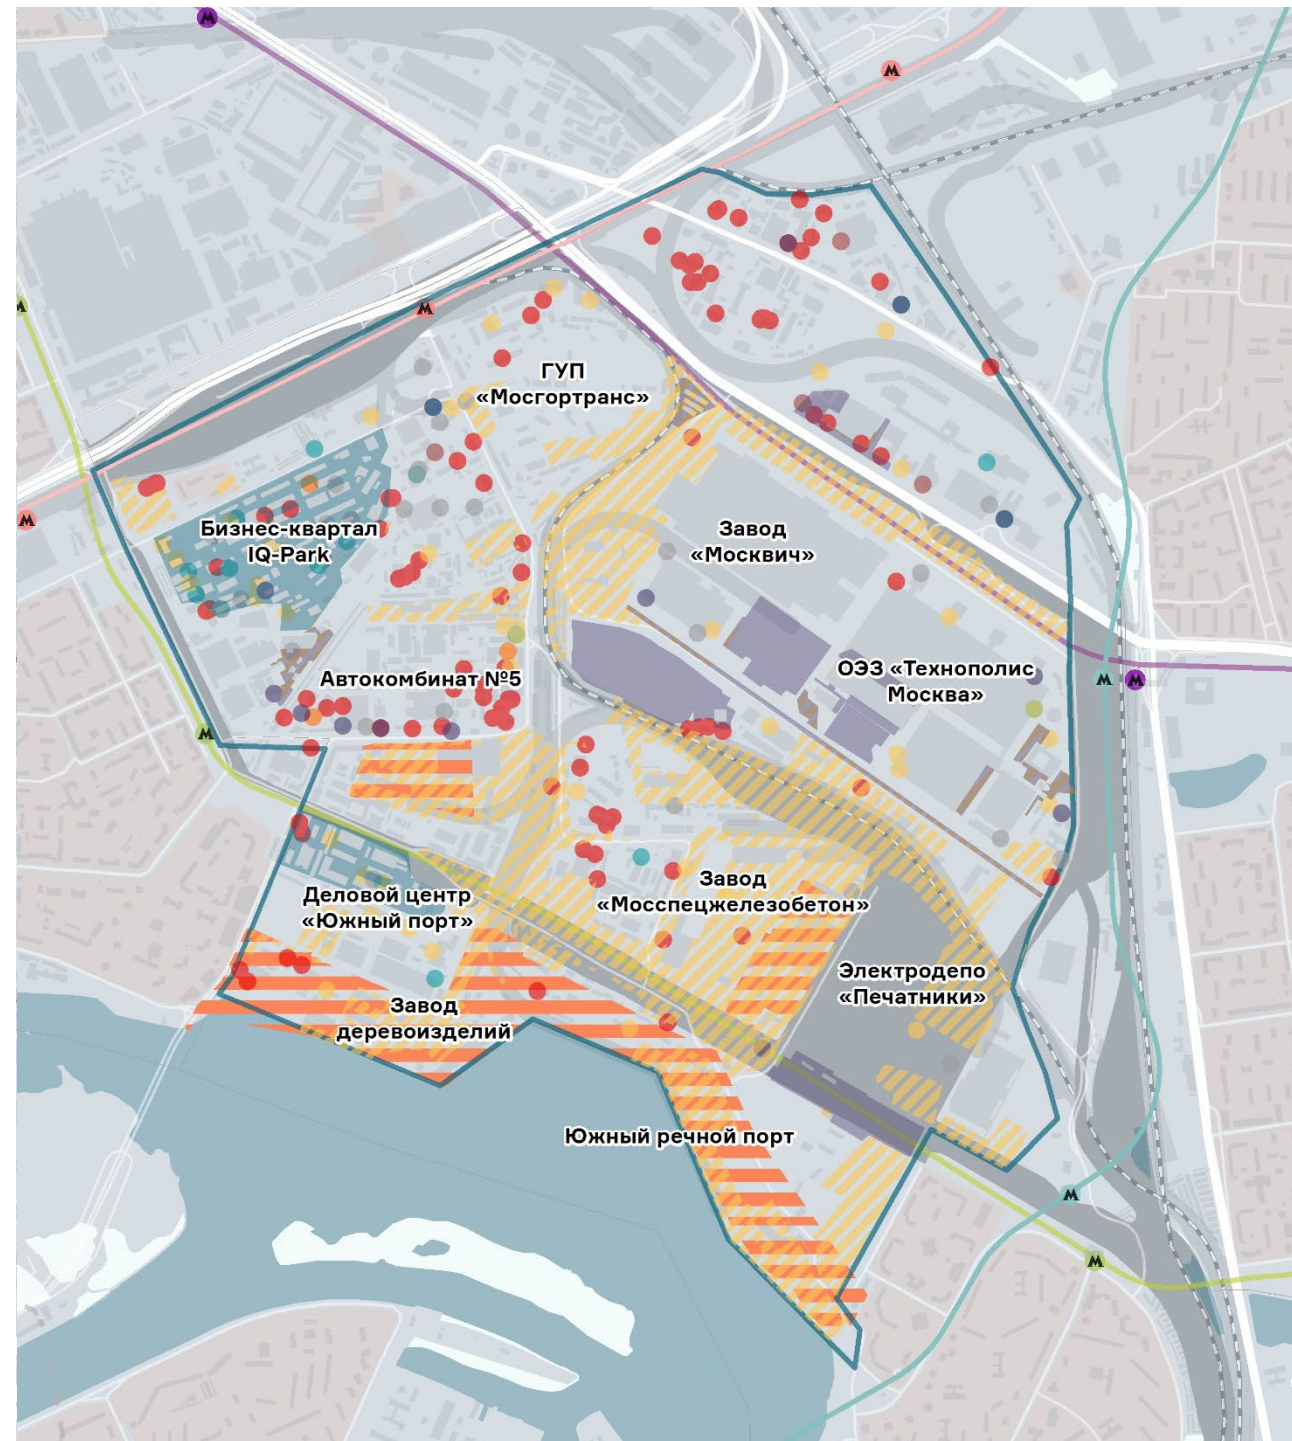 М
М
М
М
ГУП
«Мосгортранс»
М
Бизнес-квартал
IQ-Park
Завод
«Москвич»
Автокомбинат №5
ОЭЗ «Технополис
Москва»
М
М
М
Деловой центр
«Южный порт»
Завод
«Мосспецжелезобетон»
Электродепо
«Печатники»
Завод
деревоизделий
Южный речной порт
М
М